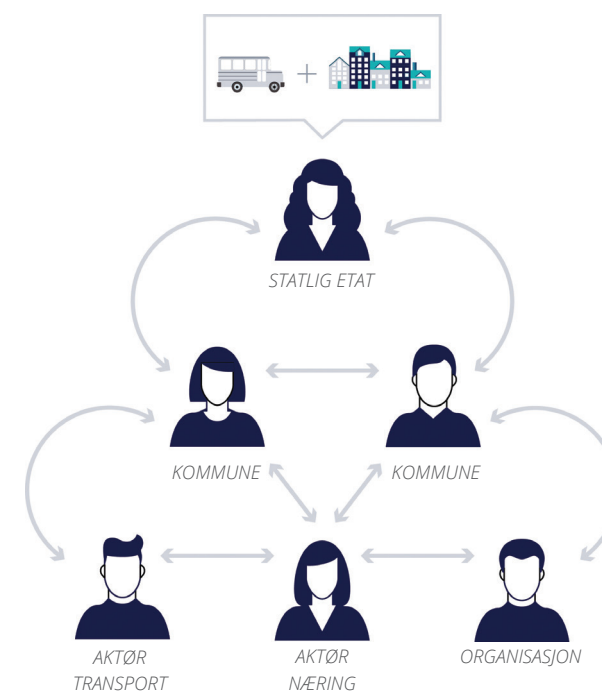 STATLIG ETAT
KOMMUNE
KOMMUNE
AKTØR
TRANSPORT
AKTØR
NÆRING
ORGANISASJON